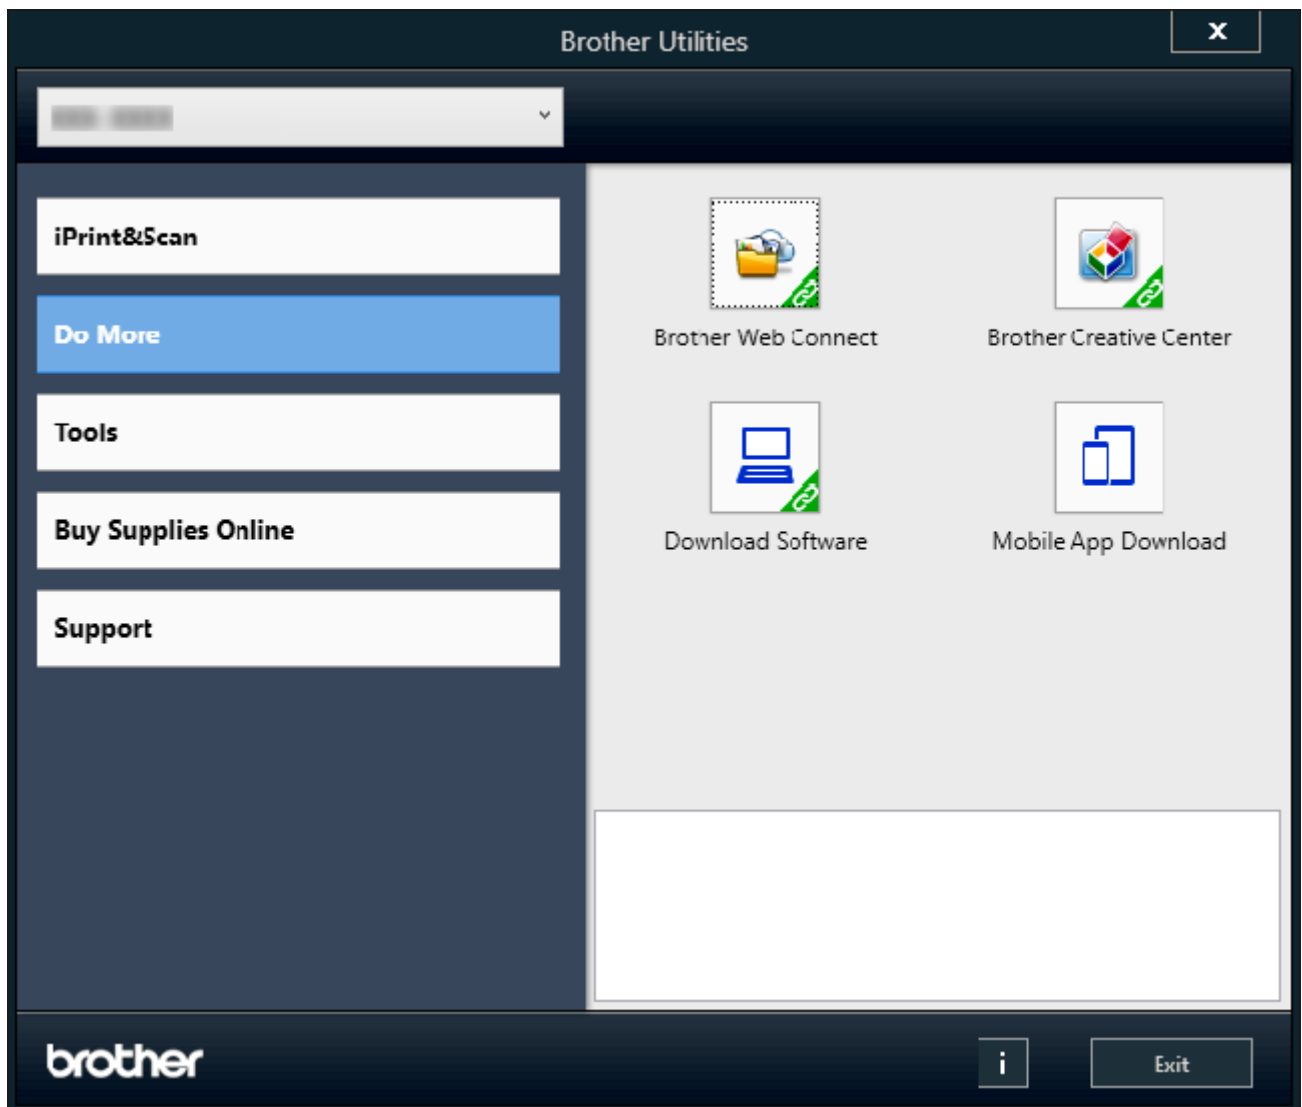 Brother Utilities
x
iPrint&Scan
Do More
Tools
Buy Supplies Online
Support
Brother Web Connect
Brother Creative Center
Download Software
Mobile App Download
brother
i
Exit